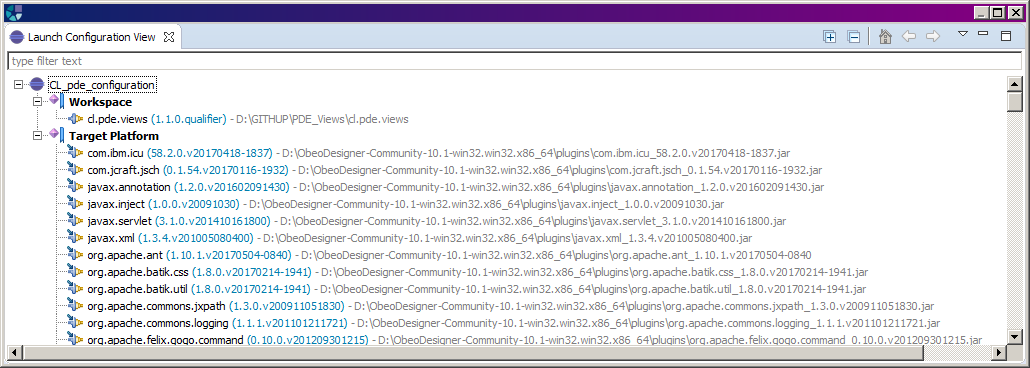 Launch Configuration View
type filter text
CL_pde_configuration
Workspace
cl.pde.views (1.1.0.qualifier) - D:\GITHUP\PDE_Views\cl.pde.views
Target Platform
com.ibm.icu (58.2.0.v20170418-1837) - D:\ObeoDesigner-Community-10.1-win32.win32.x86_64\plugins\com.ibm.icu_58.2.0.v20170418-1837.jar
com.jcraft.jsch (0.1.54.v20170116-1932) - D:\ObeoDesigner-Community-10.1-win32.win32.x86_64\plugins\com.jcraft.jsch_0.1.54.v20170116-1932.jar
javax.annotation (1.2.0.v201602091430) - D:\ObeoDesigner-Community-10.1-win32.win32.x86_64\plugins\javax.annotation_1.2.0.v201602091430.jar
javax.inject (1.0.0.v20091030) - D:\ObeoDesigner-Community-10.1-win32.win32.x86_64\plugins\javax.inject_1.0.0.v20091030.jar
javax.servlet (3.1.0.v201410161800) - D:\ObeoDesigner-Community-10.1-win32.win32.x86_64\plugins\javax.servlet_3.1.0.v201410161800.jar
javax.xml (1.3.4.v201005080400) - D:\ObeoDesigner-Community-10.1-win32.win32.x86_64\plugins\javax.xml_1.3.4.v201005080400.jar
org.apache.ant (1.10.1.v20170504-0840) - D:\ObeoDesigner-Community-10.1-win32.win32.x86_64\plugins\org.apache.ant_1.10.1.v20170504-0840
org.apache.batik.css (1.8.0.v20170214-1941) - D:\ObeoDesigner-Community-10.1-win32.win32.x86_64\plugins\org.apache.batik.css_1.8.0.v20170214-1941.jar
org.apache.batik.util (1.8.0.v20170214-1941) - D:\ObeoDesigner-Community-10.1-win32.win32.x86_64\plugins\org.apache.batik.util_1.8.0.v20170214-1941.jar
org.apache.commons.jxpath (1.3.0.v200911051830) - D:\ObeoDesigner-Community-10.1-win32.win32.x86_64\plugins\org.apache.commons.jxpath_1.3.0.v200911051830.jar
org.apache.commons.logging (1.1.1.v201101211721) - D:\ObeoDesigner-Community-10.1-win32.win32.x86_64\plugins\org.apache.commons.logging_1.1.1.v201101211721.jar
org.apache.felix.gogo.command (0.10.0.v201209301215) - D:\ObeoDesigner-Community-10.1-win32.win32.x86_64\plugins\org.apache.felix.gogo.command_0.10.0.v201209301215.jar